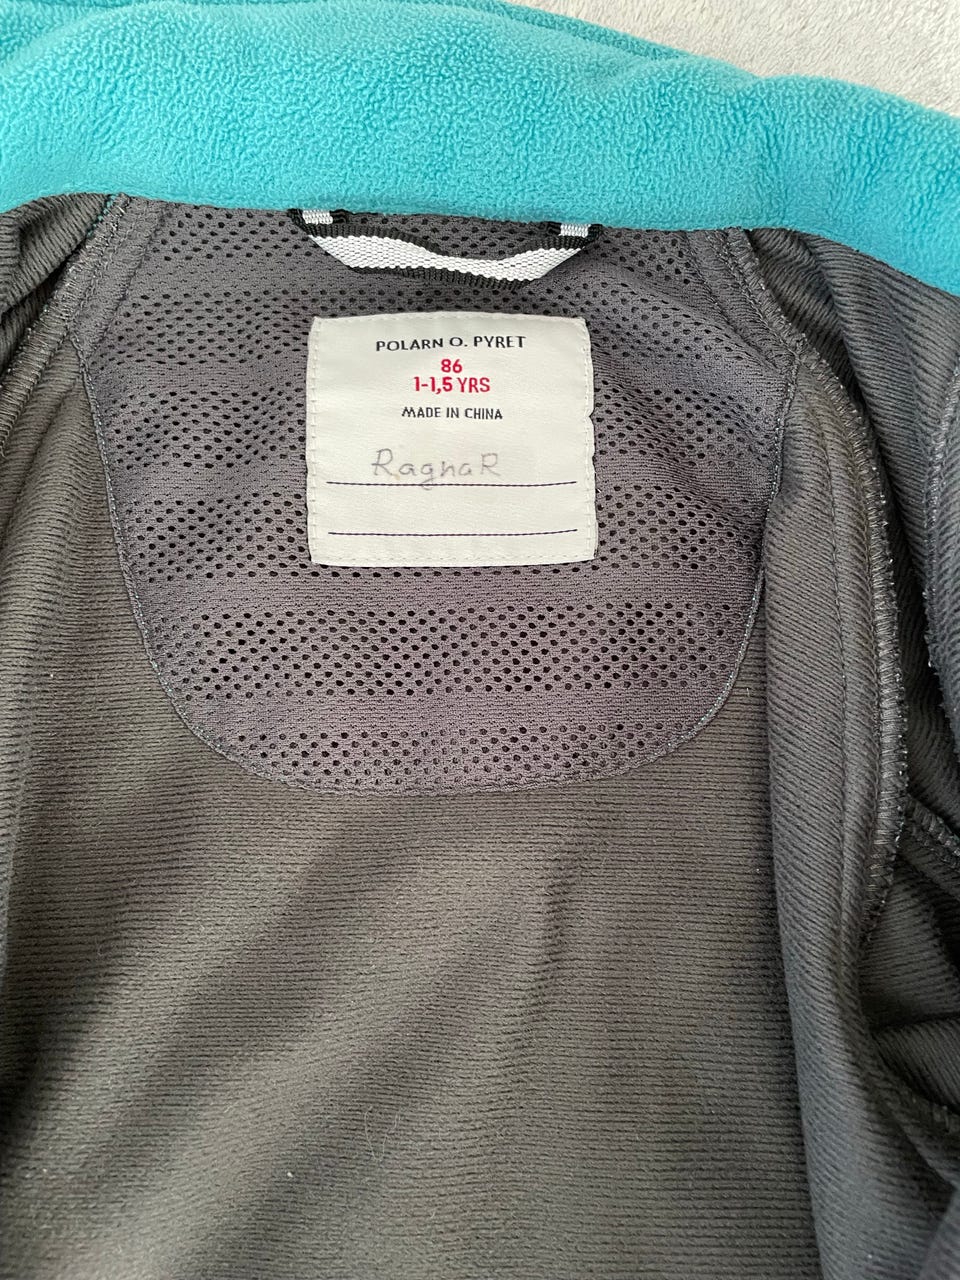 POLARN O. PYRET
86
1-1,5 YRS
MADE IN CHINA
RagnaR